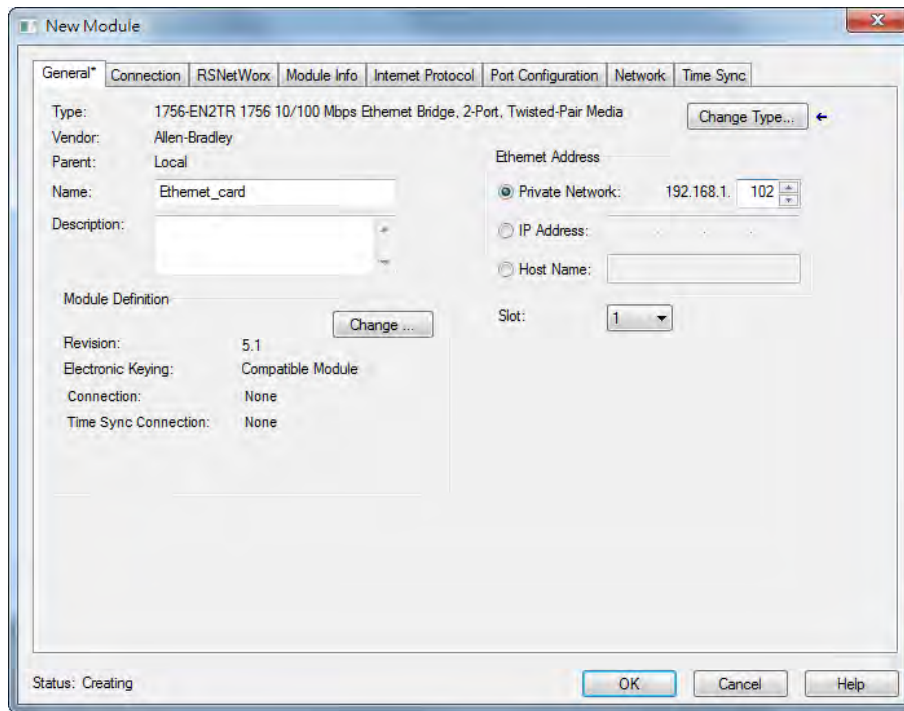 New Module
General* Connection RSNetWorx Module Info Internet Protocol Port Configuration Network Time Sync
Type: 1756-EN2TR 1756 10/100 Mbps Ethernet Bridge, 2-Port, Twisted-Pair Media Change Type...
Vendor: Allen-Bradley
Parent: Local
Name: Ethernet_card
Description:
Ethernet Address
Private Network: 192.168.1. 102
IP Address: . . .
Host Name:
Module Definition
Change ...
Slot: 1
Revision: 5.1
Electronic Keying: Compatible Module
Connection: None
Time Sync Connection: None
Status: Creating OK Cancel Help